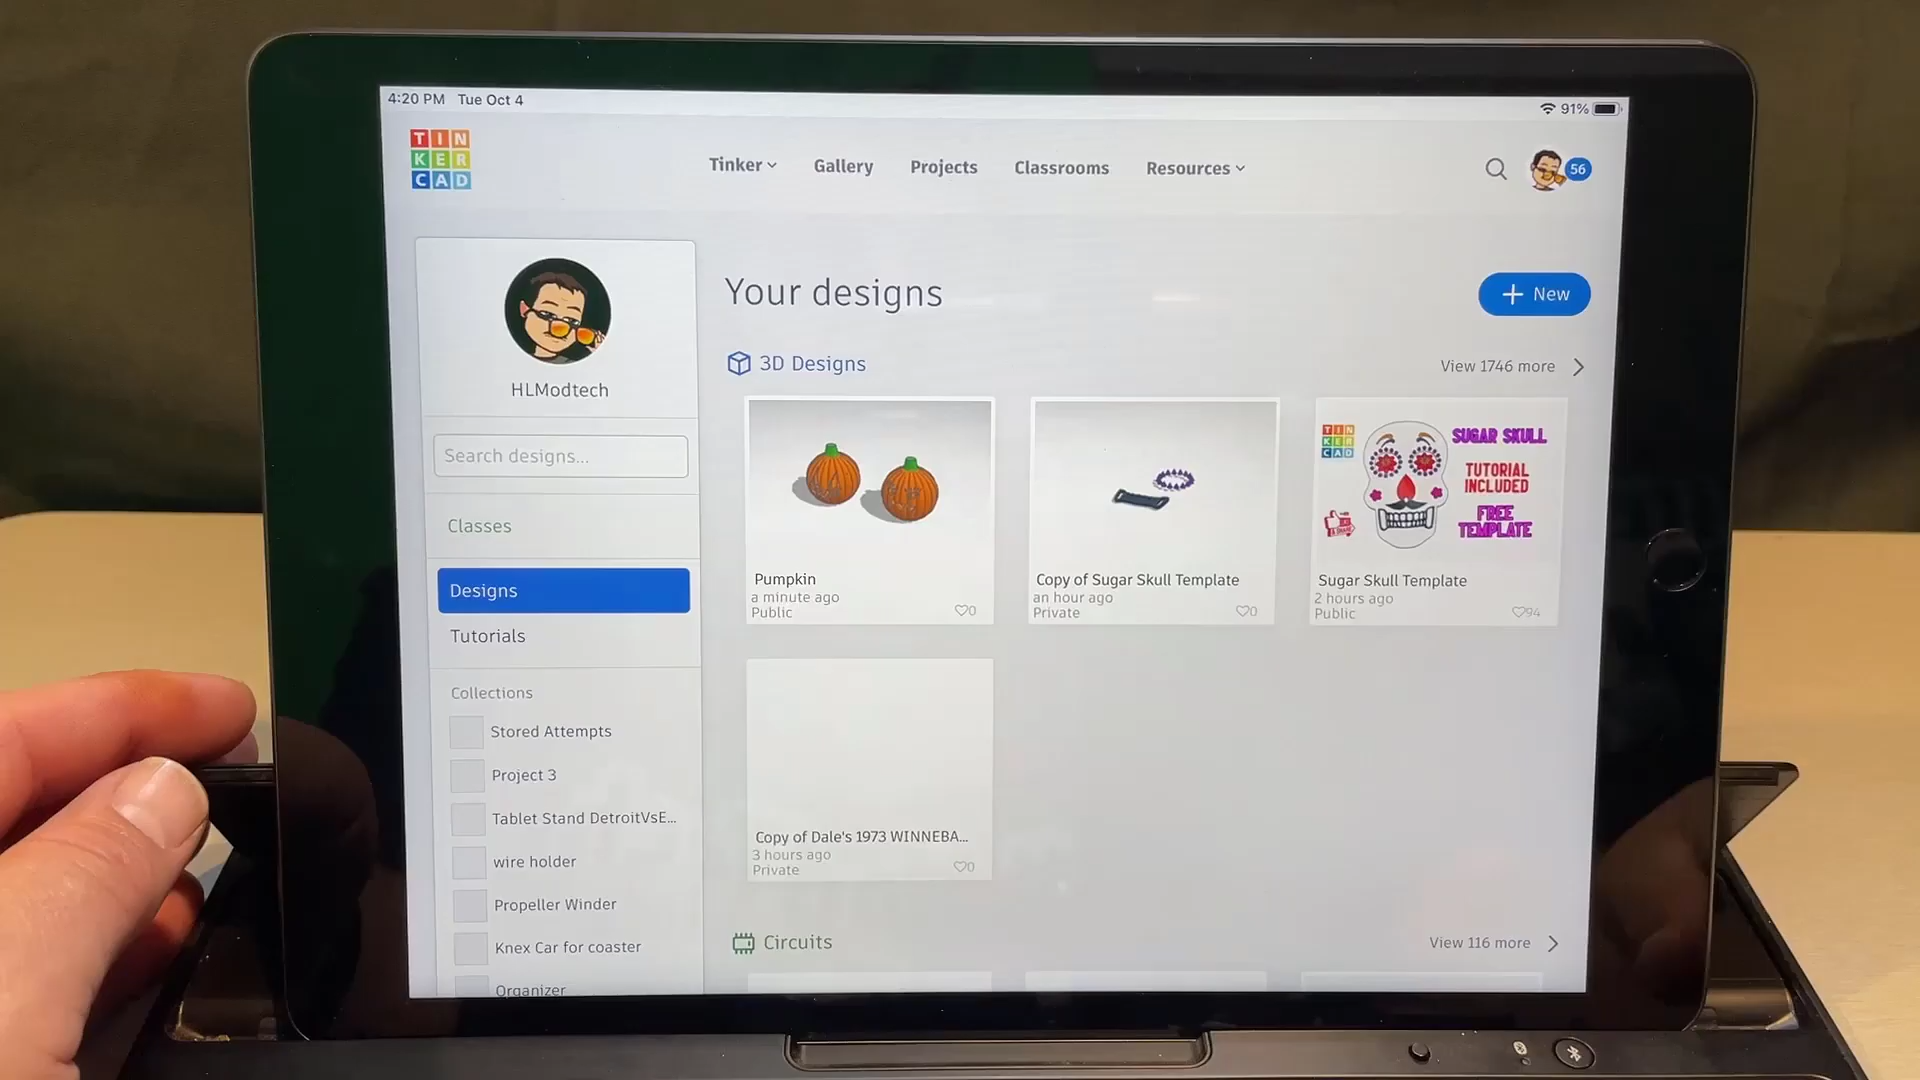 4:20 PM Tue Oct 4
91%
TIN
KER
CAD
Tinker
Gallery
Projects
Classrooms
Resources
56
HLModtech
Search designs...
Classes
Designs
Tutorials
Collections
Stored Attempts
Project 3
Tablet Stand DetroitVsE...
wire holder
Propeller Winder
Knex Car for coaster
Organizer
Your designs
+ New
3D Designs
View 1746 more
Pumpkin
a minute ago
Public
0
Copy of Sugar Skull Template
an hour ago
Private
0
TIN
KER
CAD
SUGAR SKULL
TUTORIAL
INCLUDED
FREE
TEMPLATE
Sugar Skull Template
2 hours ago
Public
94
Copy of Dale's 1973 WINNEBA...
3 hours ago
Private
0
Circuits
View 116 more